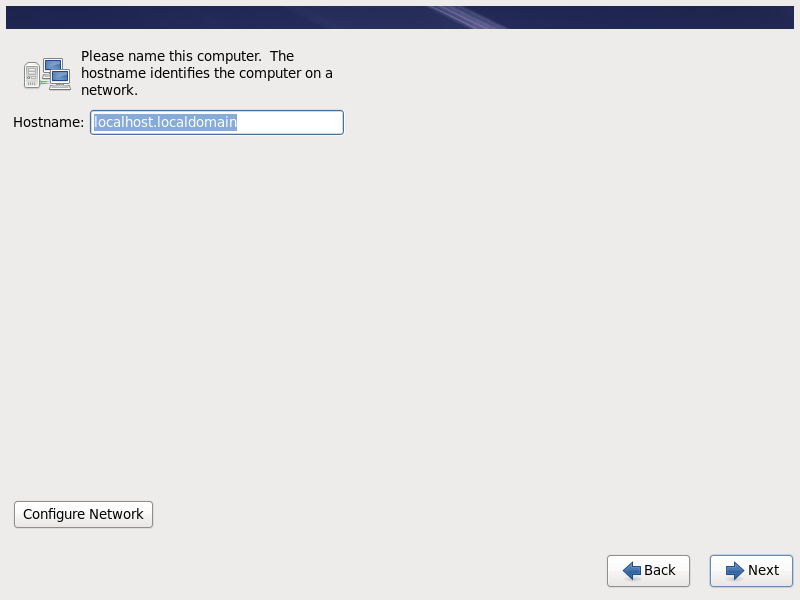 Please name this computer.  The
hostname identifies the computer on a
network.
Hostname: localhost.localdomain
Configure Network
Back
Next